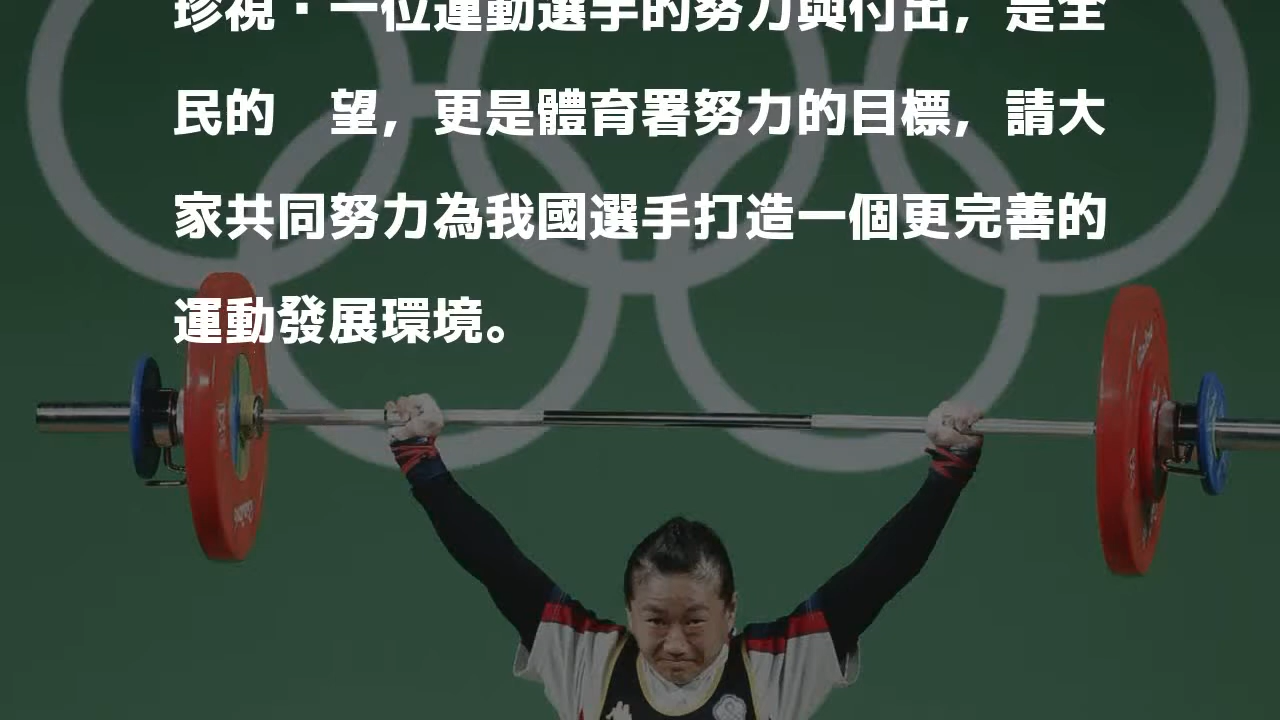 珍視·一位運動選手的努力與付出，是全
民的　望，更是體育署努力的目標，請大
家共同努力為我國選手打造一個更完善的
運動發展環境。